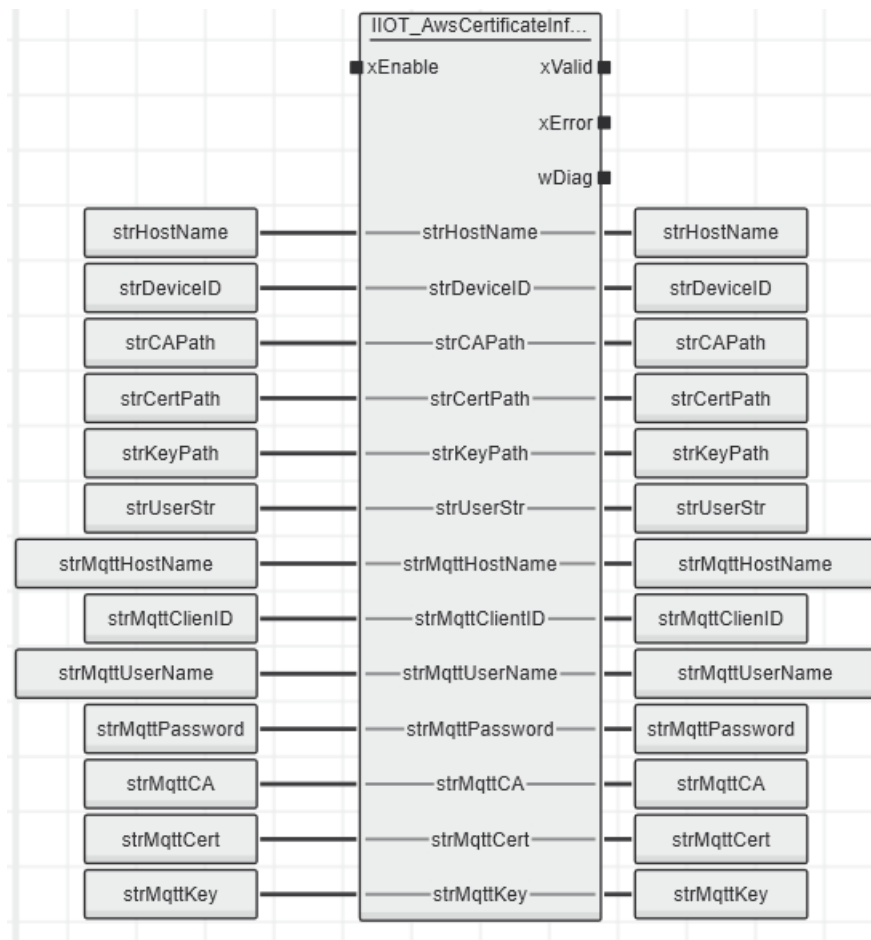 IIOT_AwsCertificateInf...
xEnable xValid
xError
wDiag
strHostName strHostName strHostName
strDeviceID strDeviceID strDeviceID
strCAPath strCAPath strCAPath
strCertPath strCertPath strCertPath
strKeyPath strKeyPath strKeyPath
strUserStr strUserStr strUserStr
strMqttHostName strMqttHostName strMqttHostName
strMqttClienID strMqttClientID strMqttClienID
strMqttUserName strMqttUserName strMqttUserName
strMqttPassword strMqttPassword strMqttPassword
strMqttCA strMqttCA strMqttCA
strMqttCert strMqttCert strMqttCert
strMqttKey strMqttKey strMqttKey